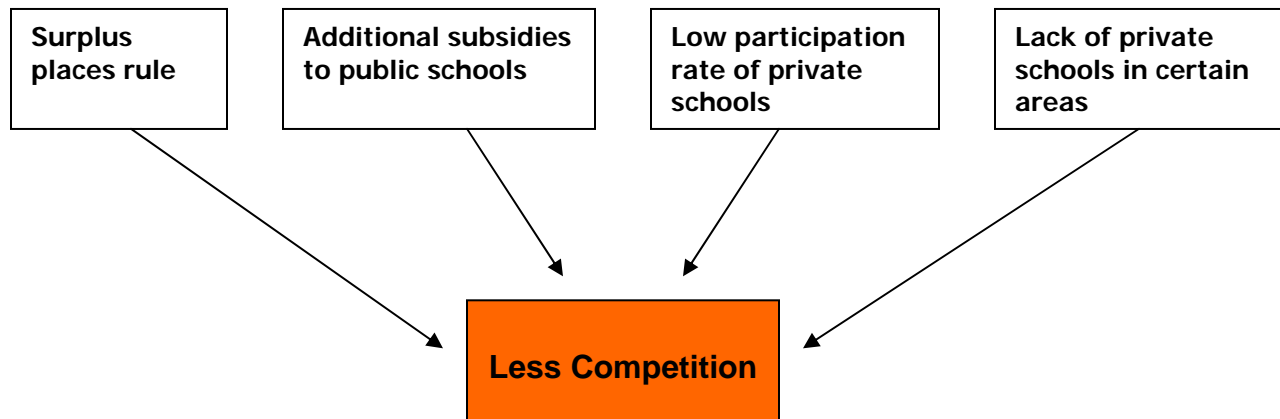 Surplus
places rule
Additional subsidies
to public schools
Low participation
rate of private
schools
Lack of private
schools in certain
areas
Less Competition